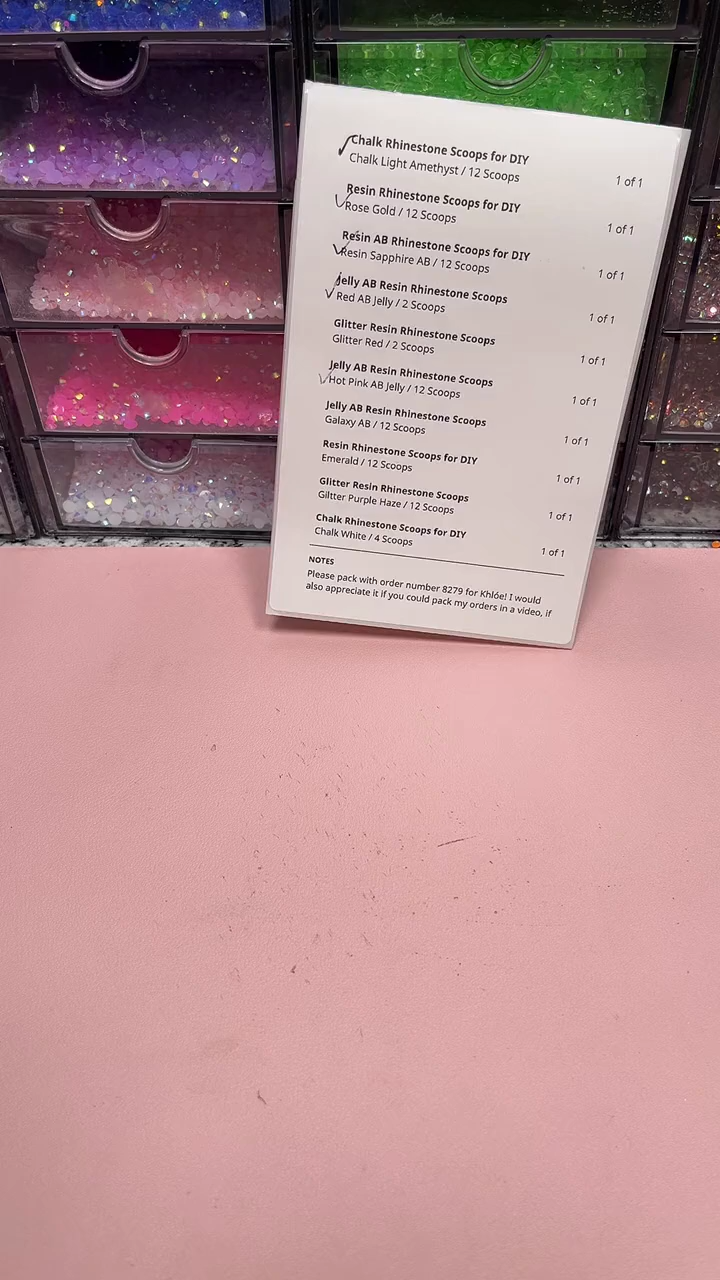 Chalk Rhinestone Scoops for DIY
Chalk Light Amethyst / 12 Scoops
1 of 1
Resin Rhinestone Scoops for DIY
Rose Gold / 12 Scoops
1 of 1
Resin AB Rhinestone Scoops for DIY
Resin Sapphire AB / 12 Scoops
1 of 1
Jelly AB Resin Rhinestone Scoops
Red AB Jelly / 2 Scoops
1 of 1
Glitter Resin Rhinestone Scoops
Glitter Red / 2 Scoops
1 of 1
Jelly AB Resin Rhinestone Scoops
Hot Pink AB Jelly / 12 Scoops
1 of 1
Jelly AB Resin Rhinestone Scoops
Galaxy AB / 12 Scoops
1 of 1
Resin Rhinestone Scoops for DIY
Emerald / 12 Scoops
1 of 1
Glitter Resin Rhinestone Scoops
Giltter Purple Haze / 12 Scoops
1 of 1
Chalk Rhinestone Scoops for DIY
Chalk White / 4 Scoops
1 of 1
NOTES
Please pack with order number 8279 for Khlóe! I would
also appreciate it if you could pack my orders in a video, if